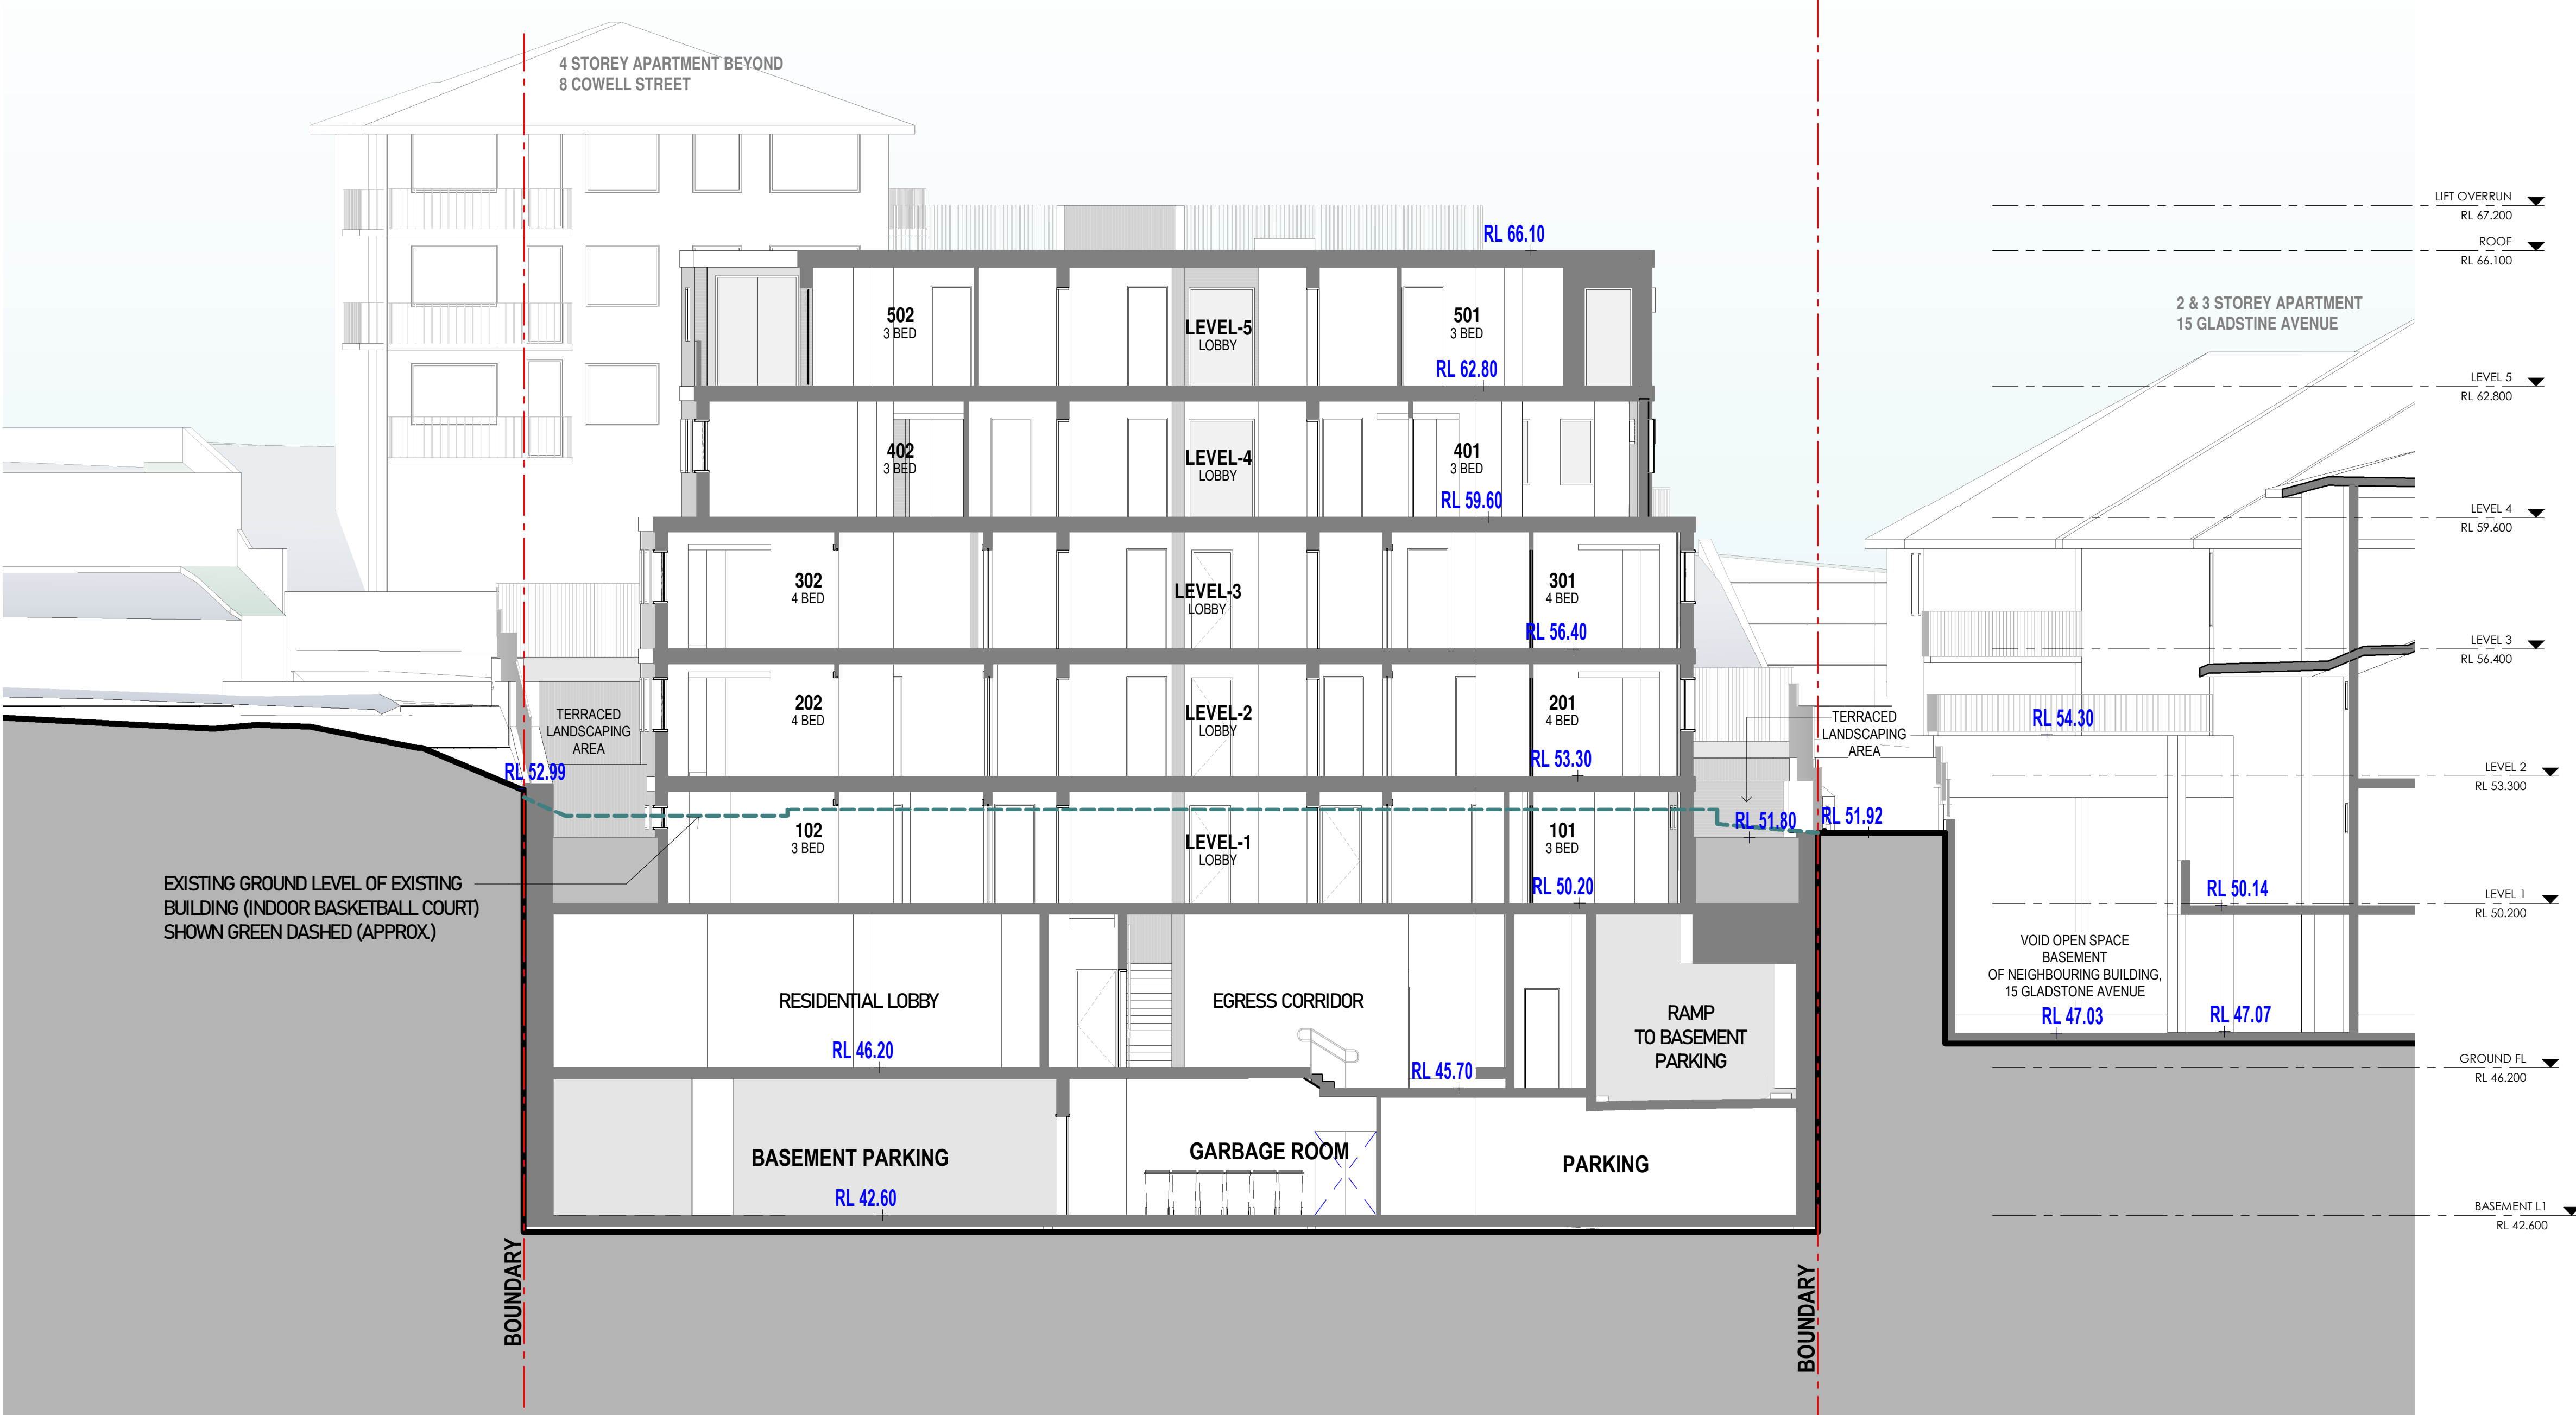 4 STOREY APARTMENT BEYOND
8 COWELL STREET
LIFT OVERRUN
RL 67.200
RL 66.10
ROOF
RL 66.100
2 & 3 STOREY APARTMENT
15 GLADSTINE AVENUE
502
3 BED
LEVEL-5
LOBBY
501
3 BED
RL 62.80
LEVEL 5
RL 62.800
402
3 BED
LEVEL-4
LOBBY
401
3 BED
RL 59.60
LEVEL 4
RL 59.600
302
4 BED
LEVEL-3
LOBBY
301
4 BED
RL 56.40
LEVEL 3
RL 56.400
TERRACED
LANDSCAPING
AREA
202
4 BED
LEVEL-2
LOBBY
201
4 BED
RL 53.30
TERRACED
LANDSCAPING
AREA
RL 54.30
RL 52.99
LEVEL 2
RL 53.300
102
3 BED
LEVEL-1
LOBBY
101
3 BED
RL 50.20
RL 51.80
RL 51.92
EXISTING GROUND LEVEL OF EXISTING
BUILDING (INDOOR BASKETBALL COURT)
SHOWN GREEN DASHED (APPROX.)
RL 50.14
LEVEL 1
RL 50.200
VOID OPEN SPACE
BASEMENT
OF NEIGHBOURING BUILDING,
15 GLADSTONE AVENUE
RL 47.03
RL 47.07
RESIDENTIAL LOBBY
EGRESS CORRIDOR
RAMP
TO BASEMENT
PARKING
RL 46.20
RL 45.70
GROUND FL
RL 46.200
BASEMENT PARKING
GARBAGE ROOM
PARKING
RL 42.60
BASEMENT L1
RL 42.600
BOUNDARY
BOUNDARY